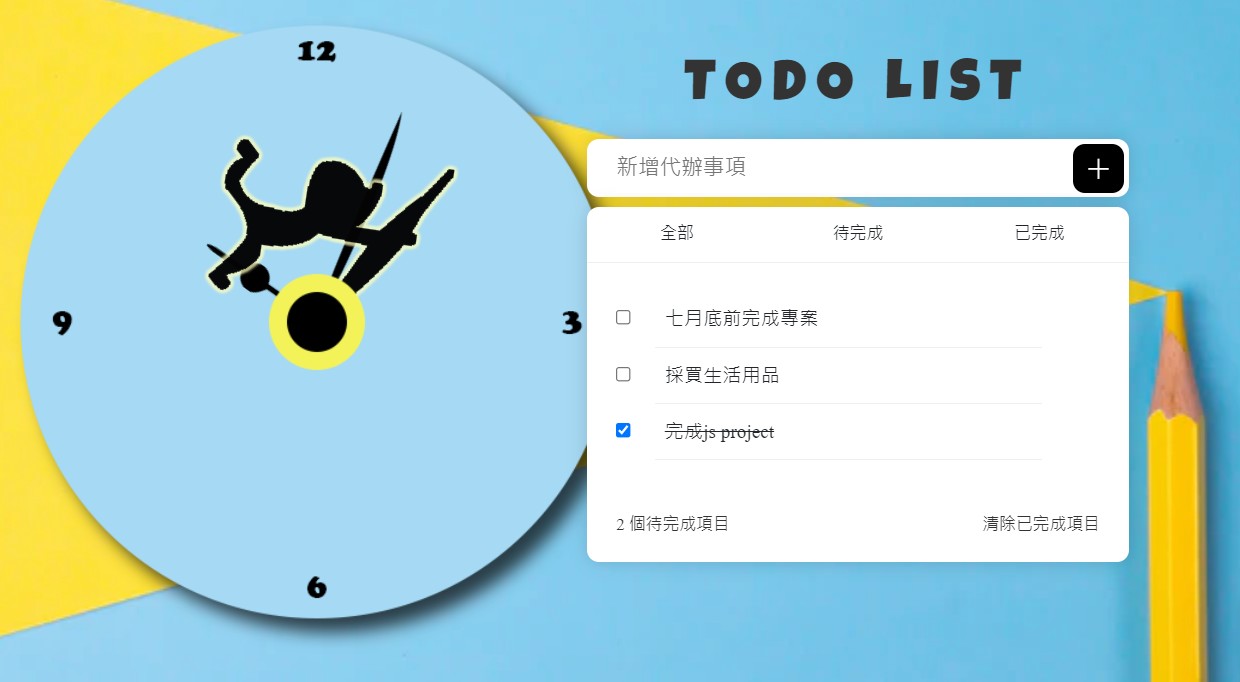 12
9
3
6
TODO LIST
新增代辦事項
全部
待完成
已完成
七月底前完成專案
採買生活用品
完成js project
2 個待完成項目
清除已完成項目